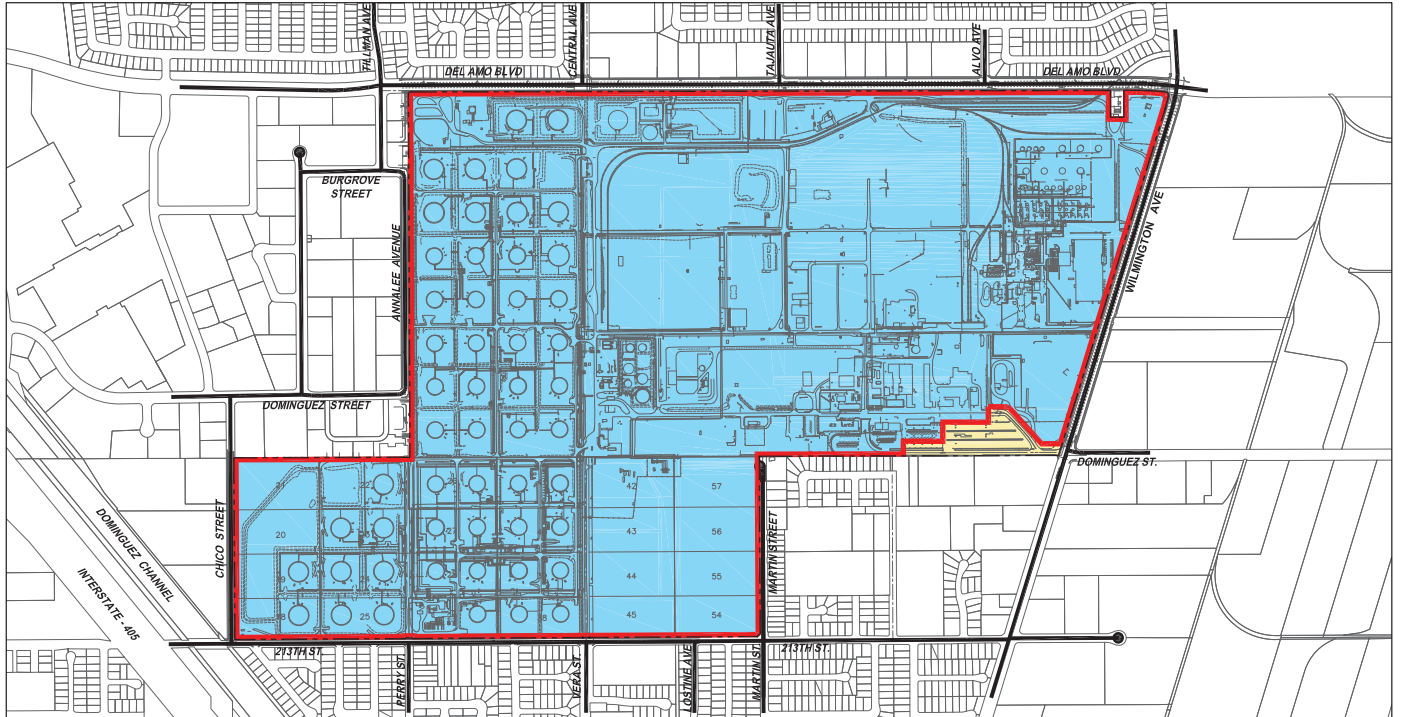 TILLMAN AVE
CENTRAL AVE
TAJAUTA AVE
ALVO AVE
DEL AMO BLVD
DEL AMO BLVD
BURGROVE
STREET
ANNALEE AVENUE
WILMINGTON AVE
DOMINGUEZ STREET
DOMINGUEZ ST.
CHICO STREET
DOMINGUEZ CHANNEL
INTERSTATE - 405
MARTIN STREET
42
57
20
43
56
44
55
25
38
45
54
213TH ST.
213TH ST.
PERRY ST.
VERA ST.
LOSTINE AVE
MARTIN ST.